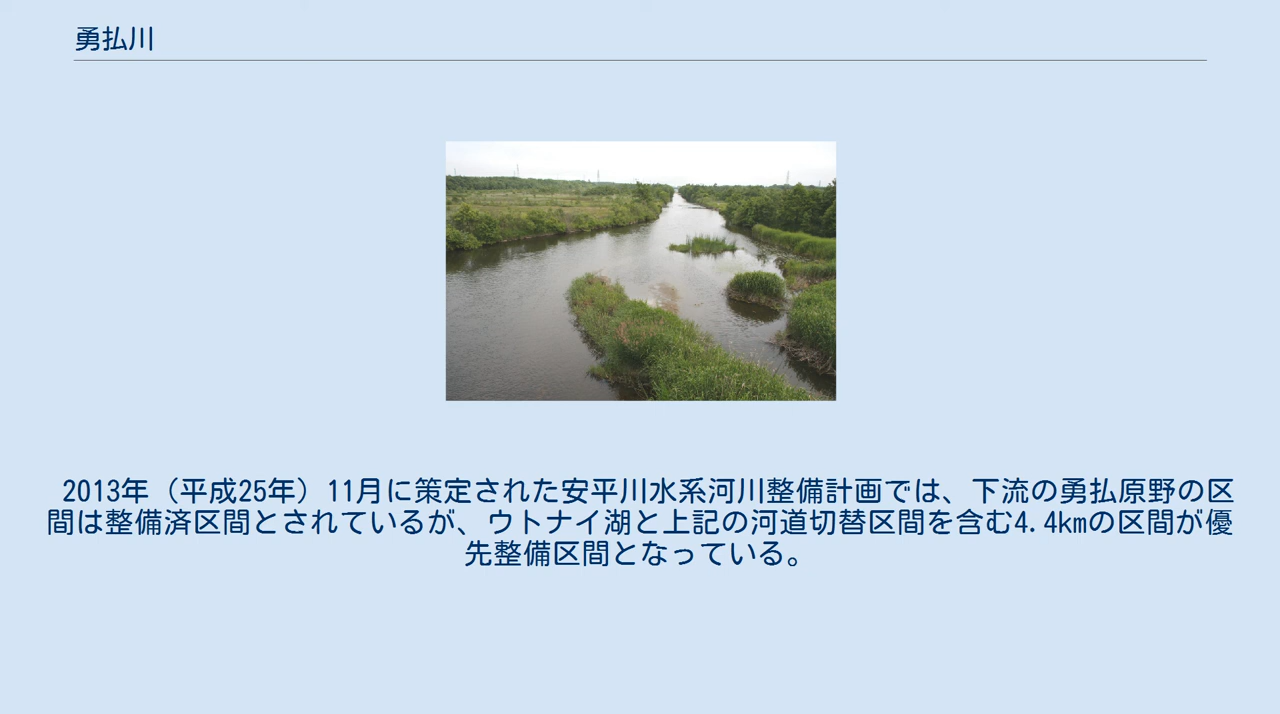 勇払川
2013年（平成25年）11月に策定された安平川水系河川整備計画では、下流の勇払原野の区
間は整備済区間とされているが、ウトナイ湖と上記の河道切替区間を含む4.4kmの区間が優
先整備区間となっている。